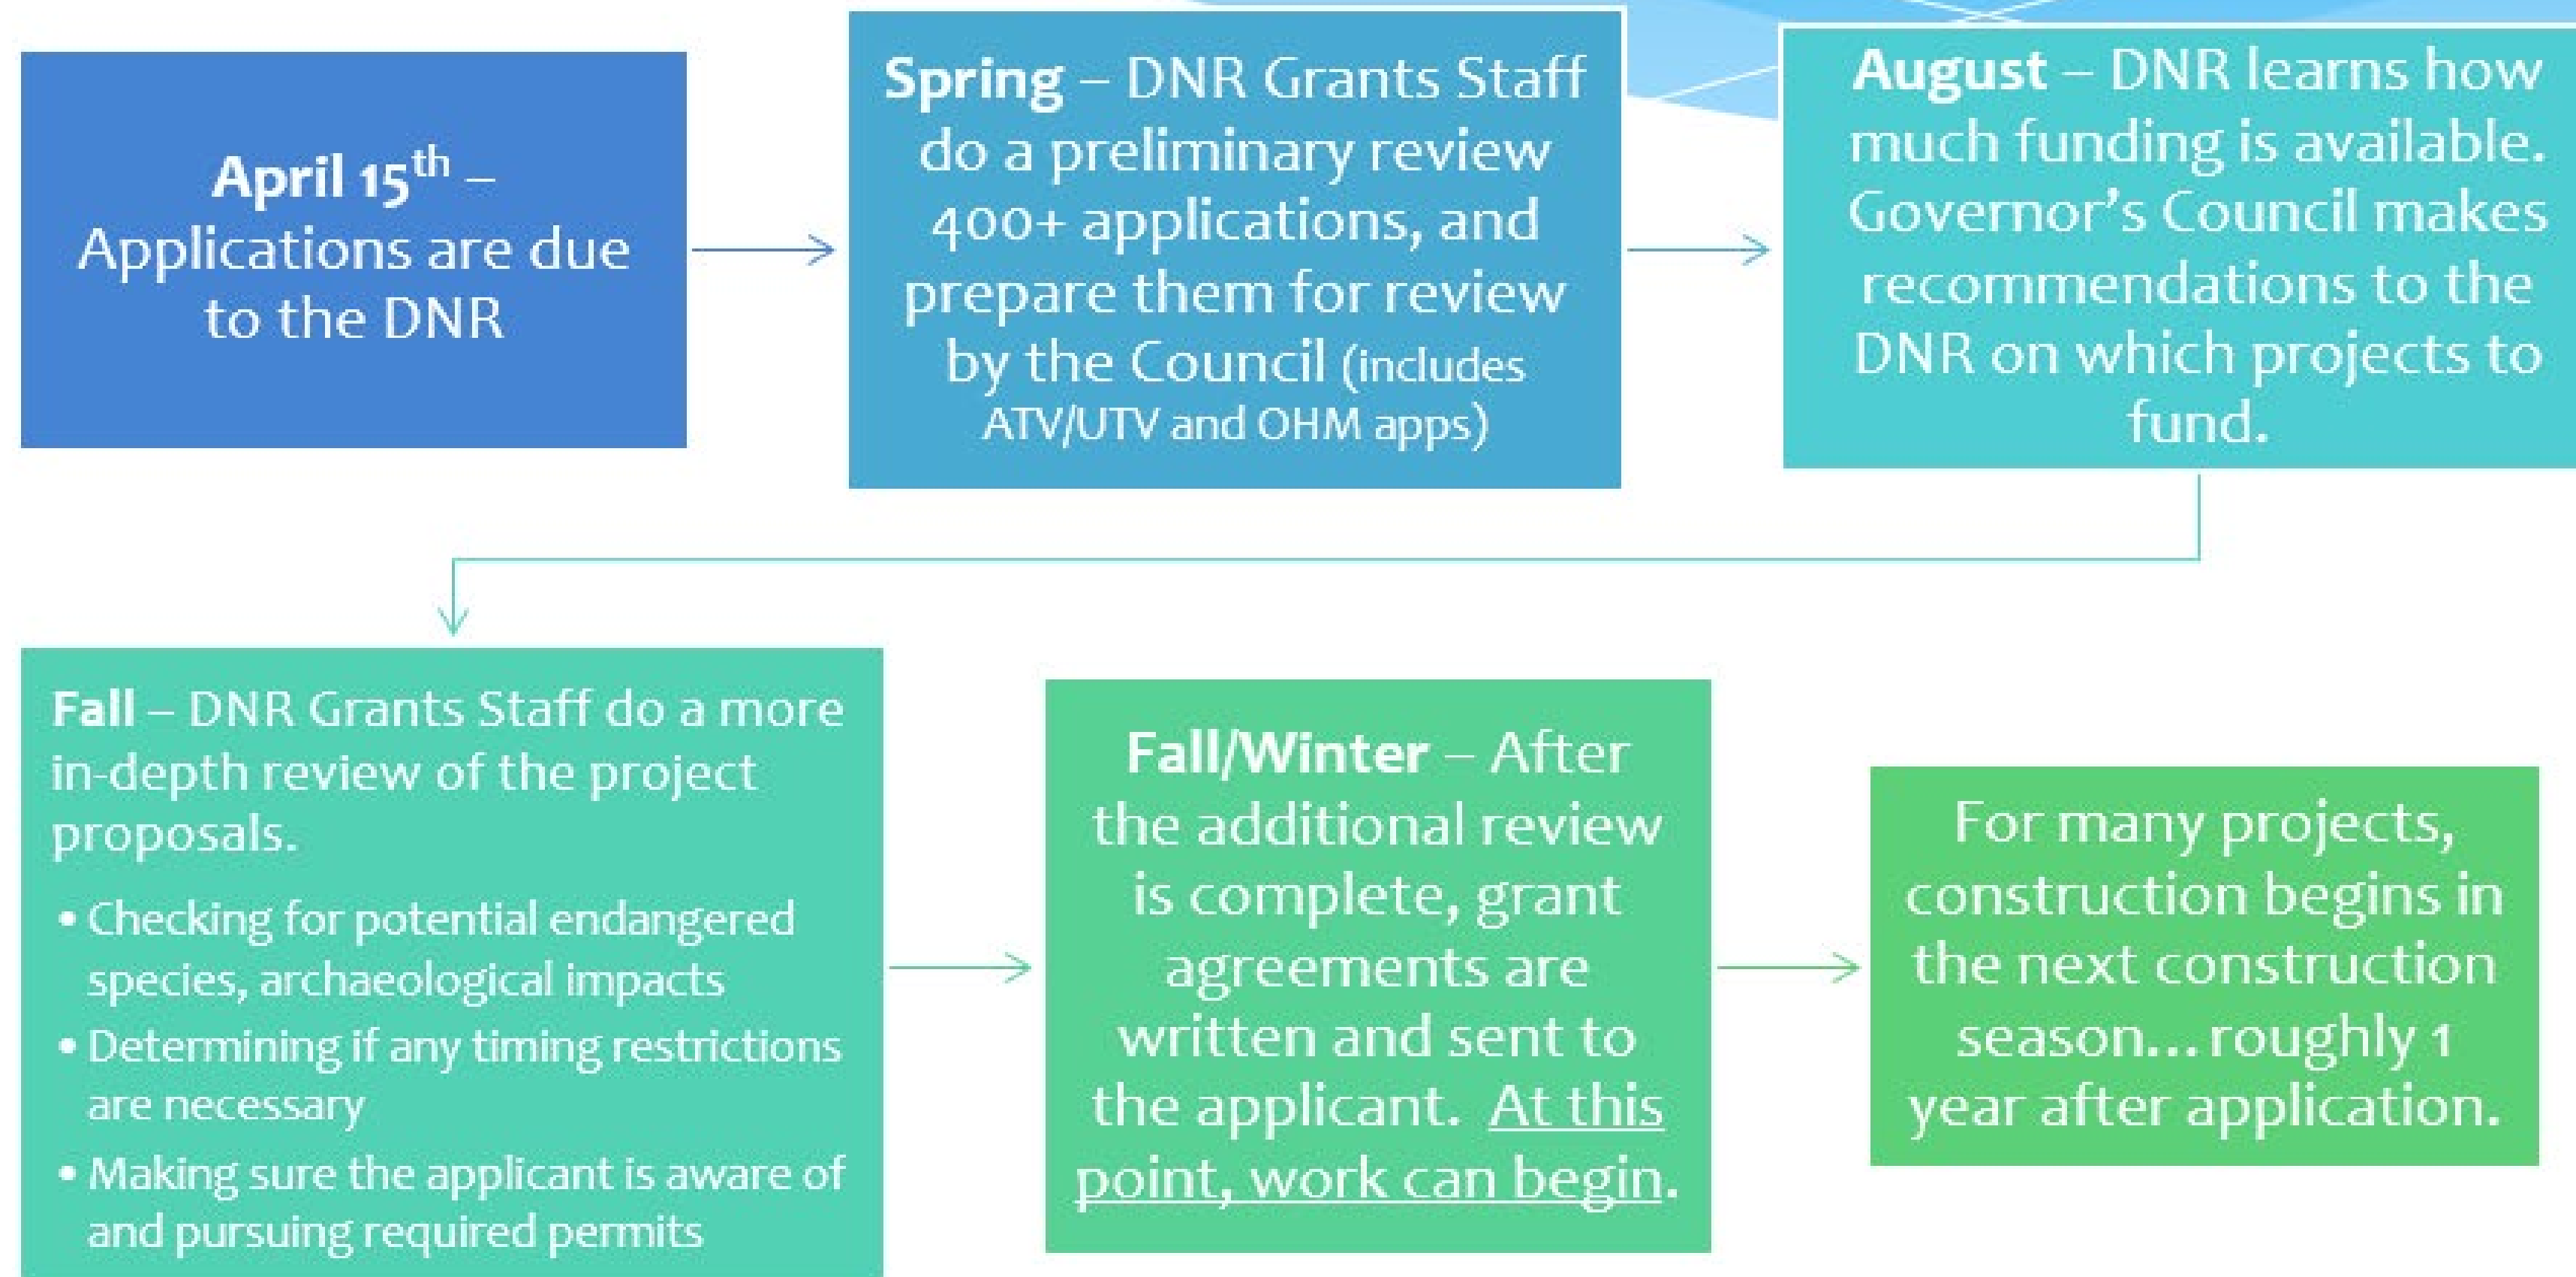 April 15th –
Applications are due
to the DNR
Spring – DNR Grants Staff
do a preliminary review
400+ applications, and
prepare them for review
by the Council (includes
ATV/UTV and OHM apps)
August – DNR learns how
much funding is available.
Governor's Council makes
recommendations to the
DNR on which projects to
fund.
Fall – DNR Grants Staff do a more
in-depth review of the project
proposals.
• Checking for potential endangered
species, archaeological impacts
• Determining if any timing restrictions
are necessary
• Making sure the applicant is aware of
and pursuing required permits
Fall/Winter – After
the additional review
is complete, grant
agreements are
written and sent to
the applicant. At this
point, work can begin.
For many projects,
construction begins in
the next construction
season... roughly 1
year after application.